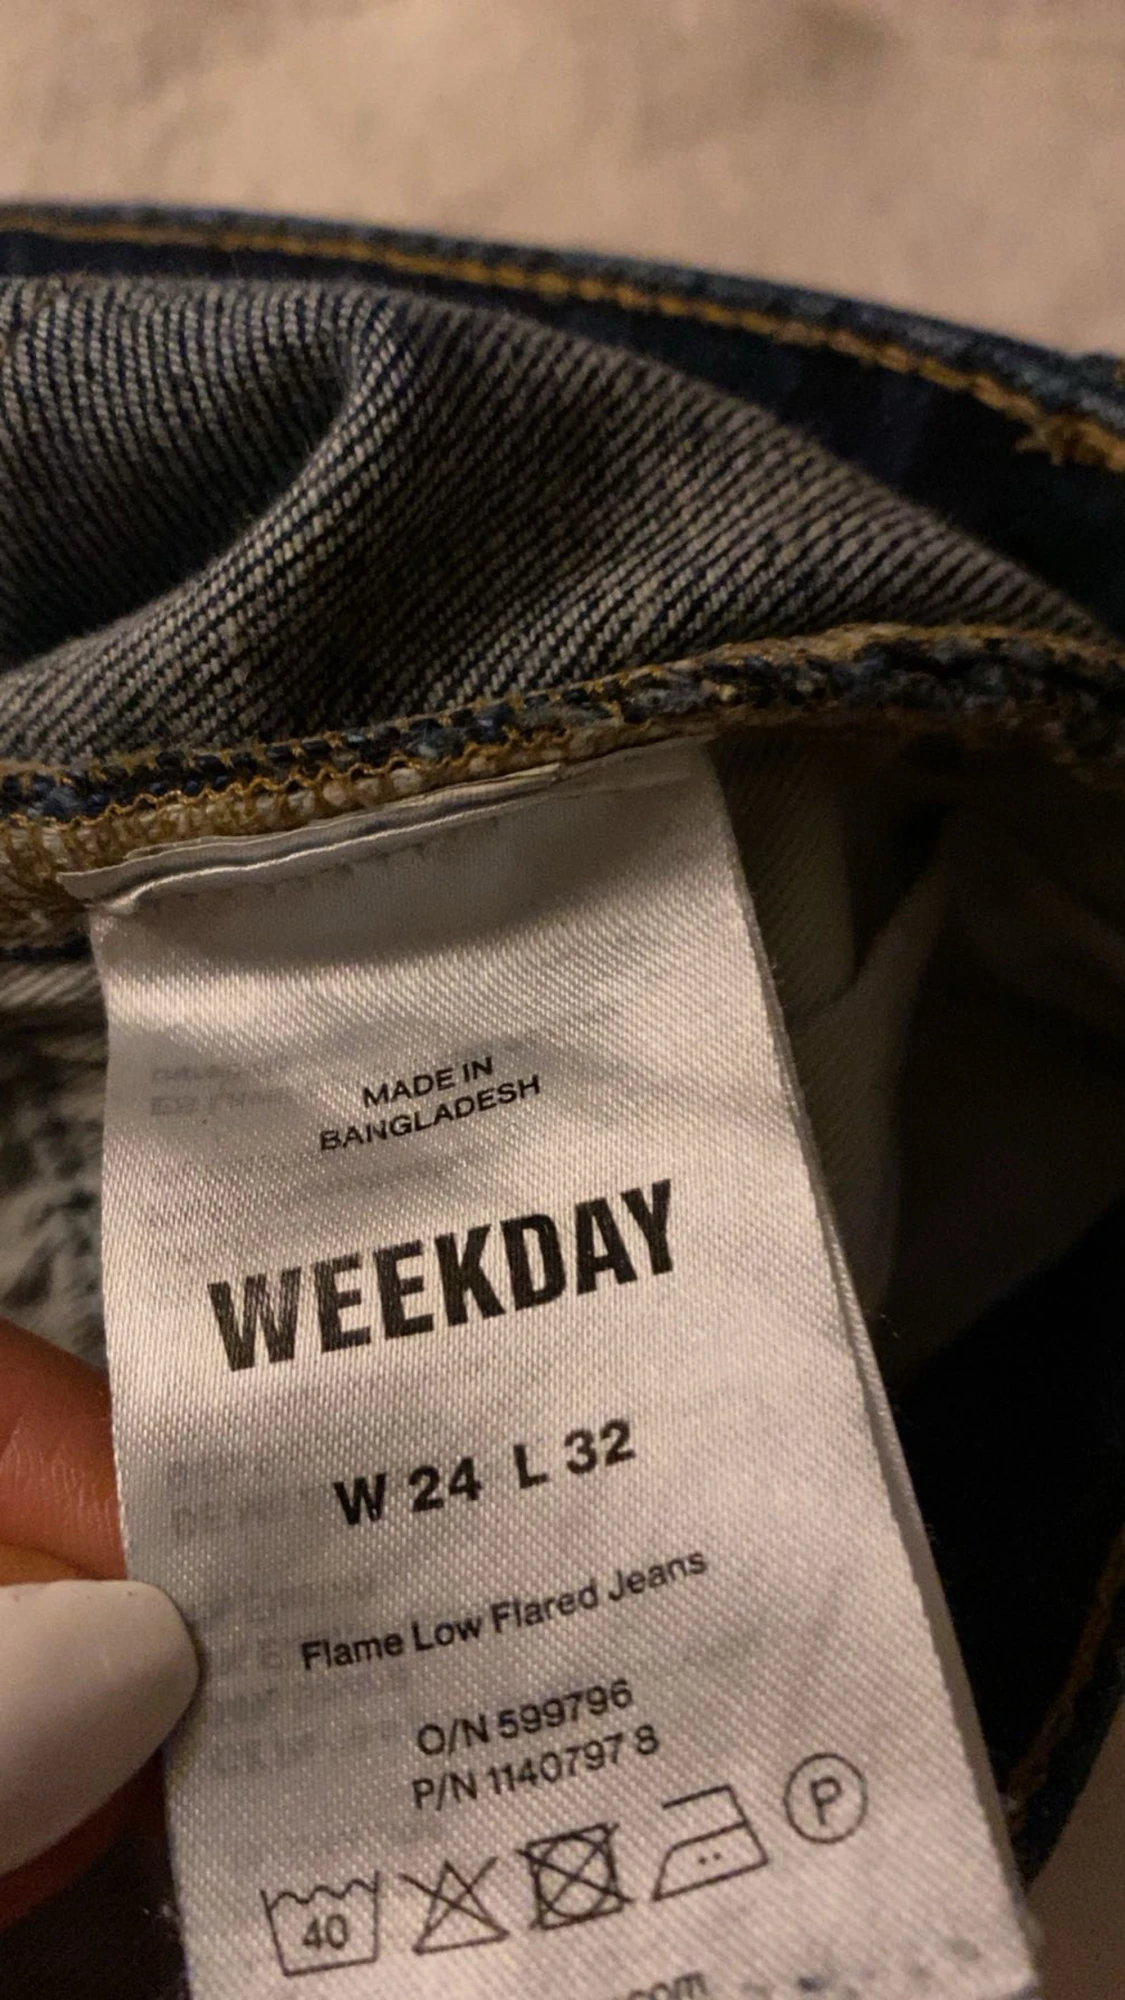 MADE IN
BANGLADESH
WEEKDAY
W 24 L 32
Flame Low Flared Jeans
O/N 599796
P/N 1140797 8
P
40